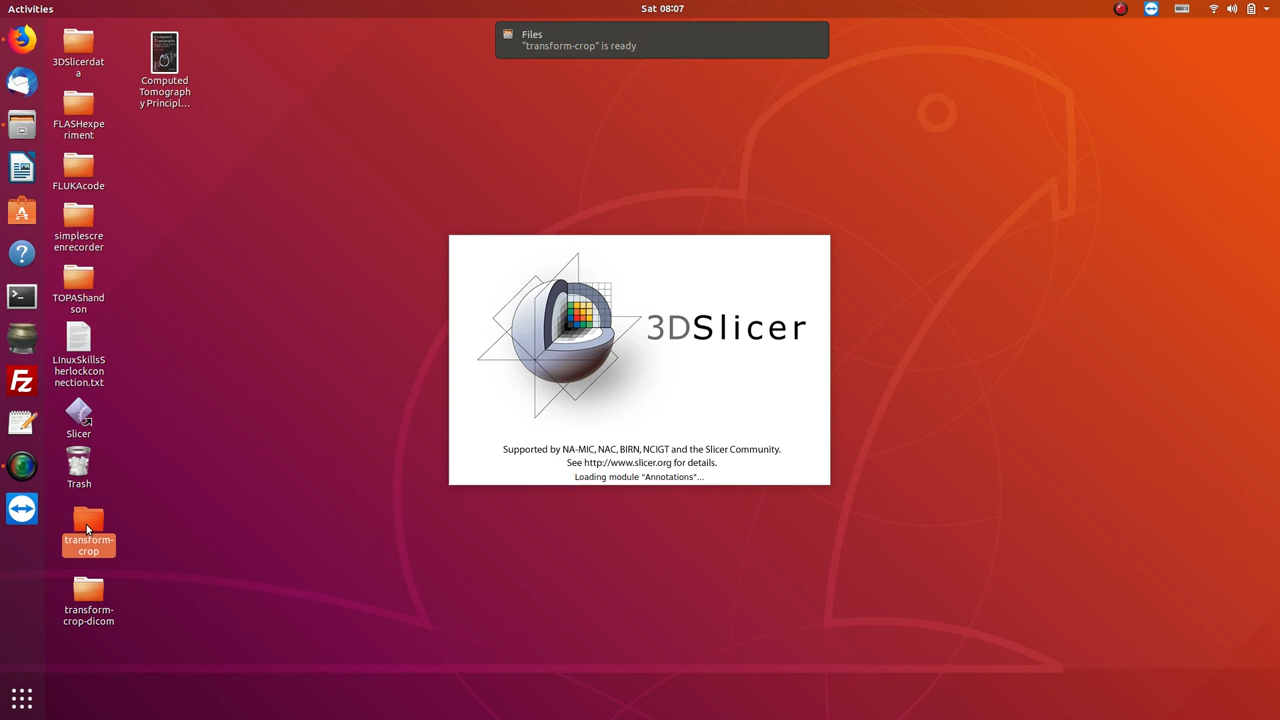 Activities
Sat 08:07
Files
“transform-crop” is ready
3DSlicerdat
a
FLASHexpe
riment
FLUKAcode
simplescre
enrecorder
TOPAShand
son
LInuxSkillsS
herlockcon
nection.txt
Slicer
Trash
transform-
crop
transform-
crop-dicom
Computed
Tomograph
y Principl...
3DSlicer
Supported by NA-MIC, NAC, BIRN, NCIGT and the Slicer Community.
See http://www.slicer.org for details.
Loading module "Annotations"...